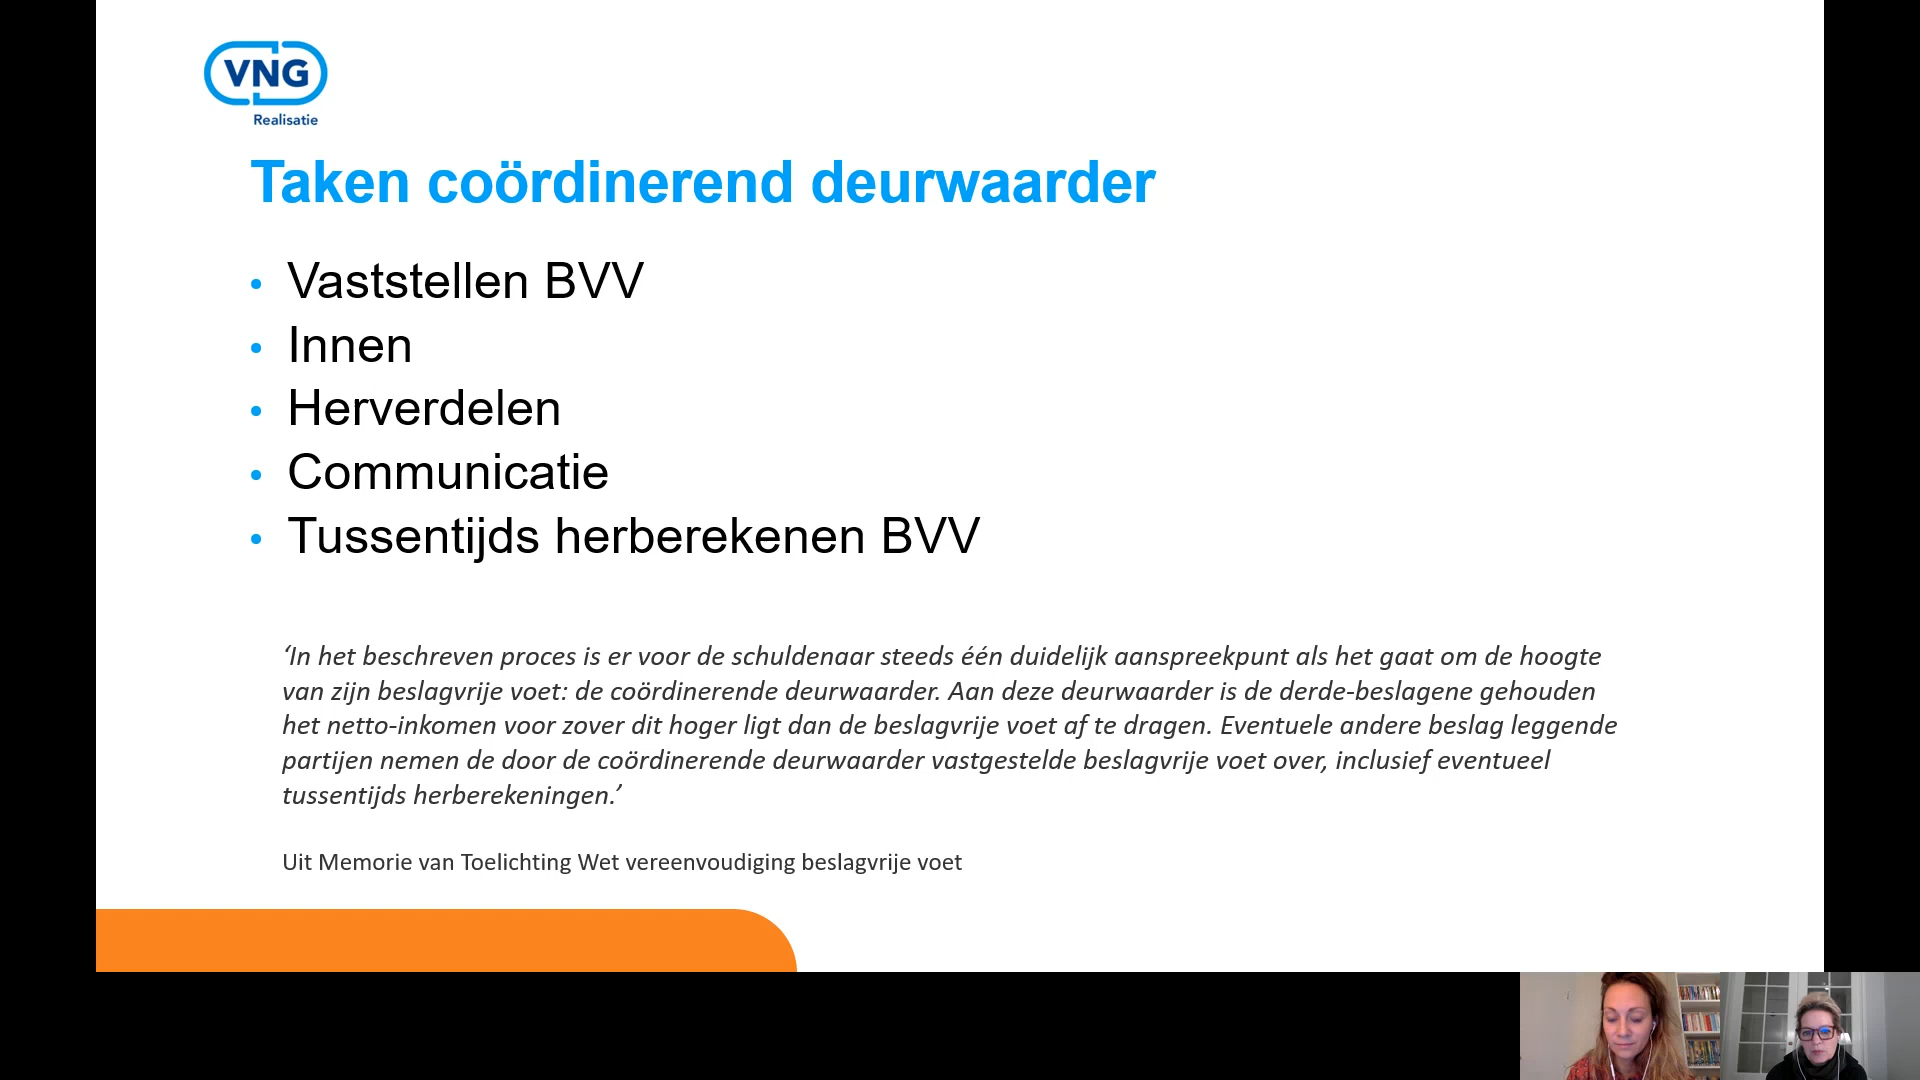 VNG
Realisatie
Taken coördinerend deurwaarder
• Vaststellen BVV
• Innen
• Herverdelen
• Communicatie
• Tussentijds herberekenen BVV
‘In het beschreven proces is er voor de schuldenaar steeds één duidelijk aanspreekpunt als het gaat om de hoogte
van zijn beslagvrije voet: de coördinerende deurwaarder. Aan deze deurwaarder is de derde-beslagene gehouden
het netto-inkomen voor zover dit hoger ligt dan de beslagvrije voet af te dragen. Eventuele andere beslag leggende
partijen nemen de door de coördinerende deurwaarder vastgestelde beslagvrije voet over, inclusief eventueel
tussentijds herberekeningen.’
Uit Memorie van Toelichting Wet vereenvoudiging beslagvrije voet